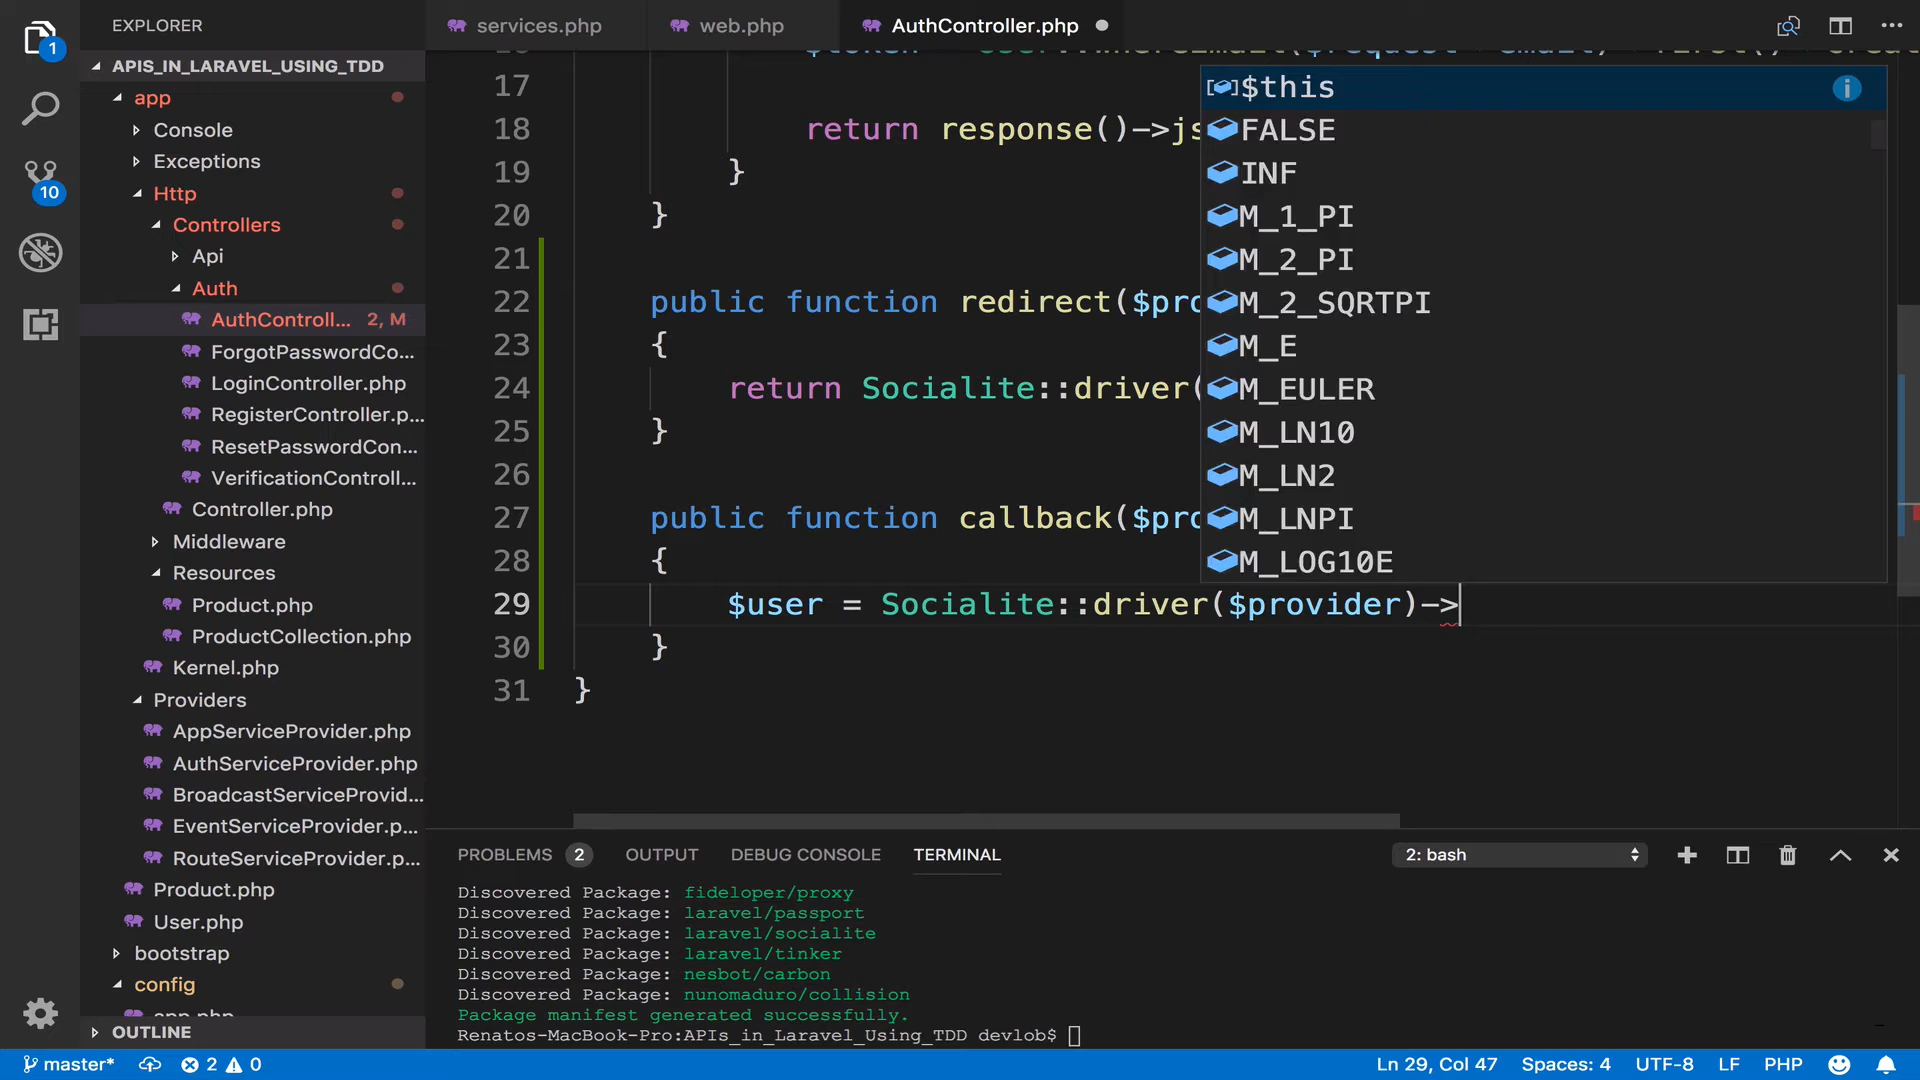 EXPLORER
services.php
web.php
AuthController.php
1
APIS_IN_LARAVEL_USING_TDD
app
Console
Exceptions
Http
Controllers
Api
Auth
AuthControll... 2, M
ForgotPasswordCo...
LoginController.php
RegisterController.p...
ResetPasswordCon...
VerificationControll...
Controller.php
Middleware
Resources
Product.php
ProductCollection.php
Kernel.php
Providers
AppServiceProvider.php
AuthServiceProvider.php
BroadcastServiceProvid...
EventServiceProvider.p...
RouteServiceProvider.p...
Product.php
User.php
bootstrap
config
app.php
OUTLINE
10
17
18 return response()->js
19 }
20 }
21
22 public function redirect($pro
23 {
24 return Socialite::driver(
25 }
26
27 public function callback($pro
28 {
29 $user = Socialite::driver($provider)->
30 }
31 }
$this
FALSE
INF
M_1_PI
M_2_PI
M_2_SQRTPI
M_E
M_EULER
M_LN10
M_LN2
M_LNPI
M_LOG10E
PROBLEMS 2 OUTPUT DEBUG CONSOLE TERMINAL 2: bash
Discovered Package: fideloper/proxy
Discovered Package: laravel/passport
Discovered Package: laravel/socialite
Discovered Package: laravel/tinker
Discovered Package: nesbot/carbon
Discovered Package: nunomaduro/collision
Package manifest generated successfully.
Renatos-MacBook-Pro:APIs_in_Laravel_Using_TDD devlob$
master* 2 0 Ln 29, Col 47 Spaces: 4 UTF-8 LF PHP